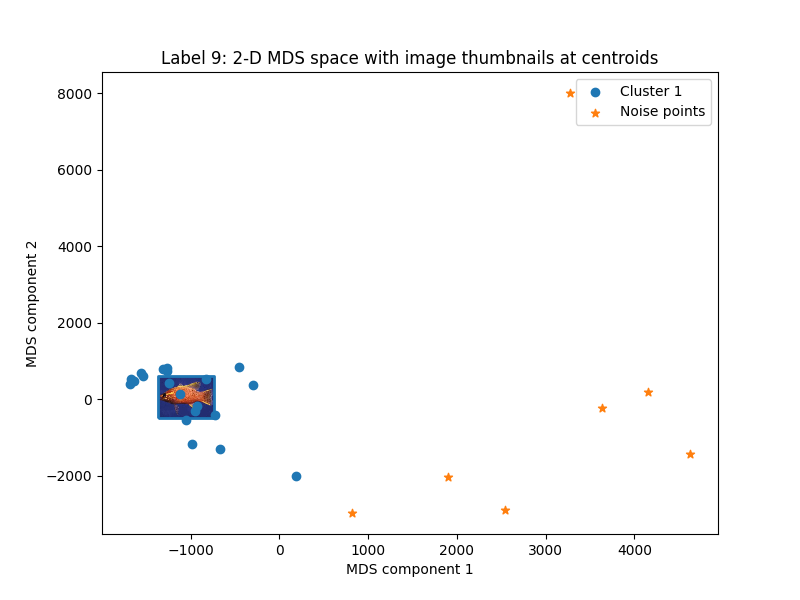 Label 9: 2-D MDS space with image thumbnails at centroids
Cluster 1
Noise points
8000
6000
4000
2000
0
−2000
MDS component 2
−1000
0
1000
2000
3000
4000
MDS component 1